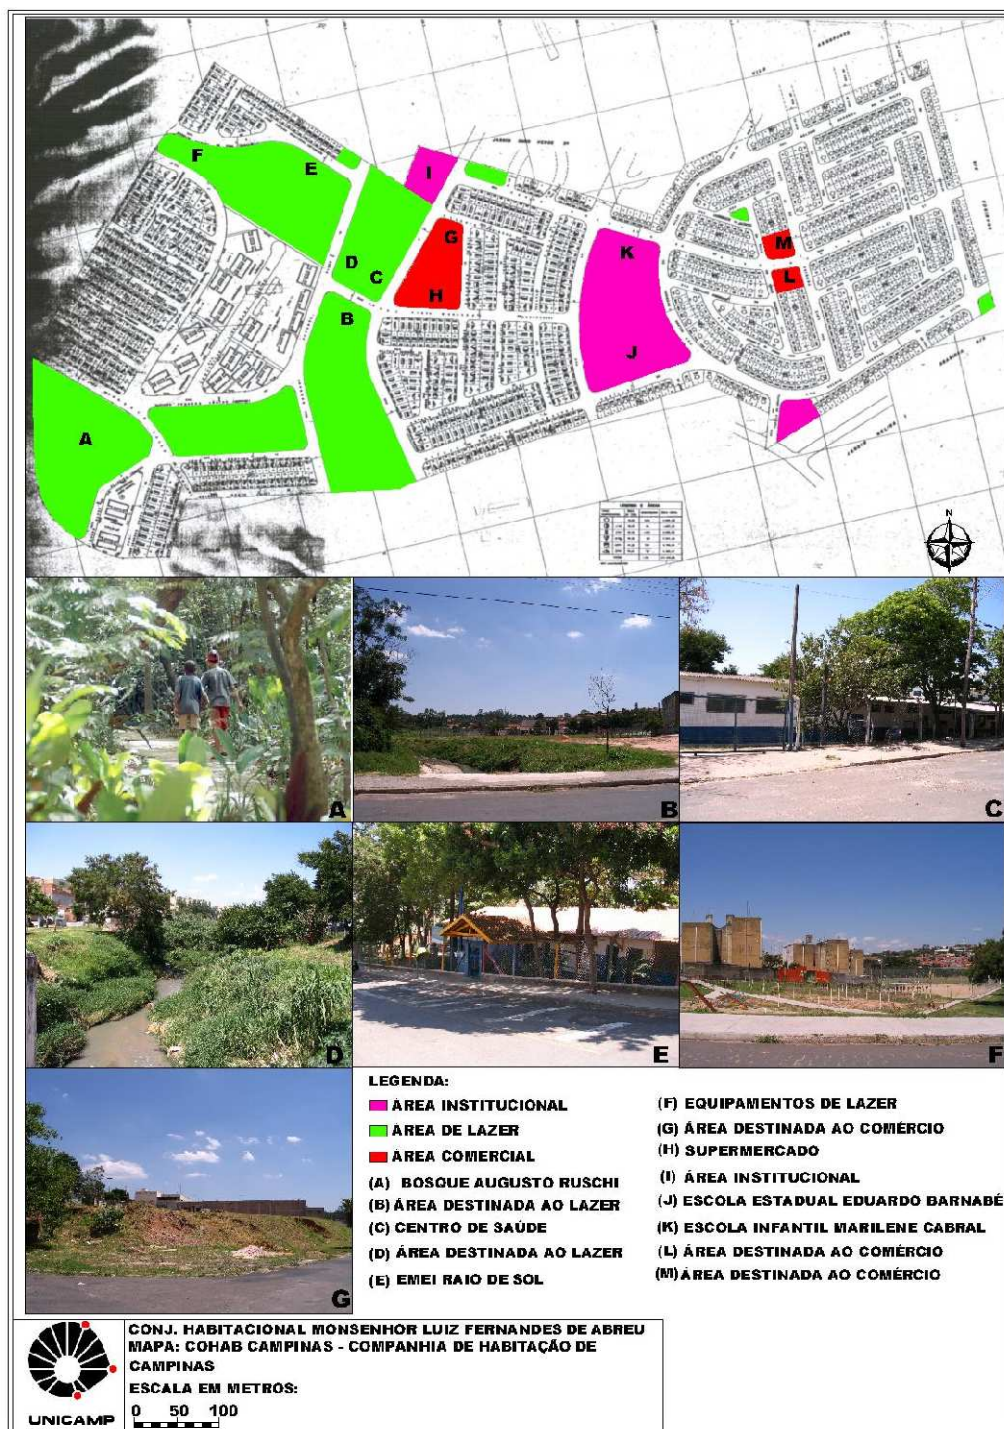 F
E
I
G
D
C
H
B
K
M
L
J
A
N
A
B
C
D
E
F
G
LEGENDA:
ÁREA INSTITUCIONAL
ÁREA DE LAZER
ÁREA COMERCIAL
(A) BOSQUE AUGUSTO RUSCHI
(B) ÁREA DESTINADA AO LAZER
(C) CENTRO DE SAÚDE
(D) ÁREA DESTINADA AO LAZER
(E) EMEI RAIO DE SOL
(F) EQUIPAMENTOS DE LAZER
(G) ÁREA DESTINADA AO COMÉRCIO
(H) SUPERMERCADO
(I) ÁREA INSTITUCIONAL
(J) ESCOLA ESTADUAL EDUARDO BARNABÉ
(K) ESCOLA INFANTIL MARILENE CABRAL
(L) ÁREA DESTINADA AO COMÉRCIO
(M) ÁREA DESTINADA AO COMÉRCIO
UNICAMP
CONJ. HABITACIONAL MONSENHOR LUIZ FERNANDES DE ABREU
MAPA: COHAB CAMPINAS - COMPANHIA DE HABITAÇÃO DE
CAMPINAS
ESCALA EM METROS:
0 50 100